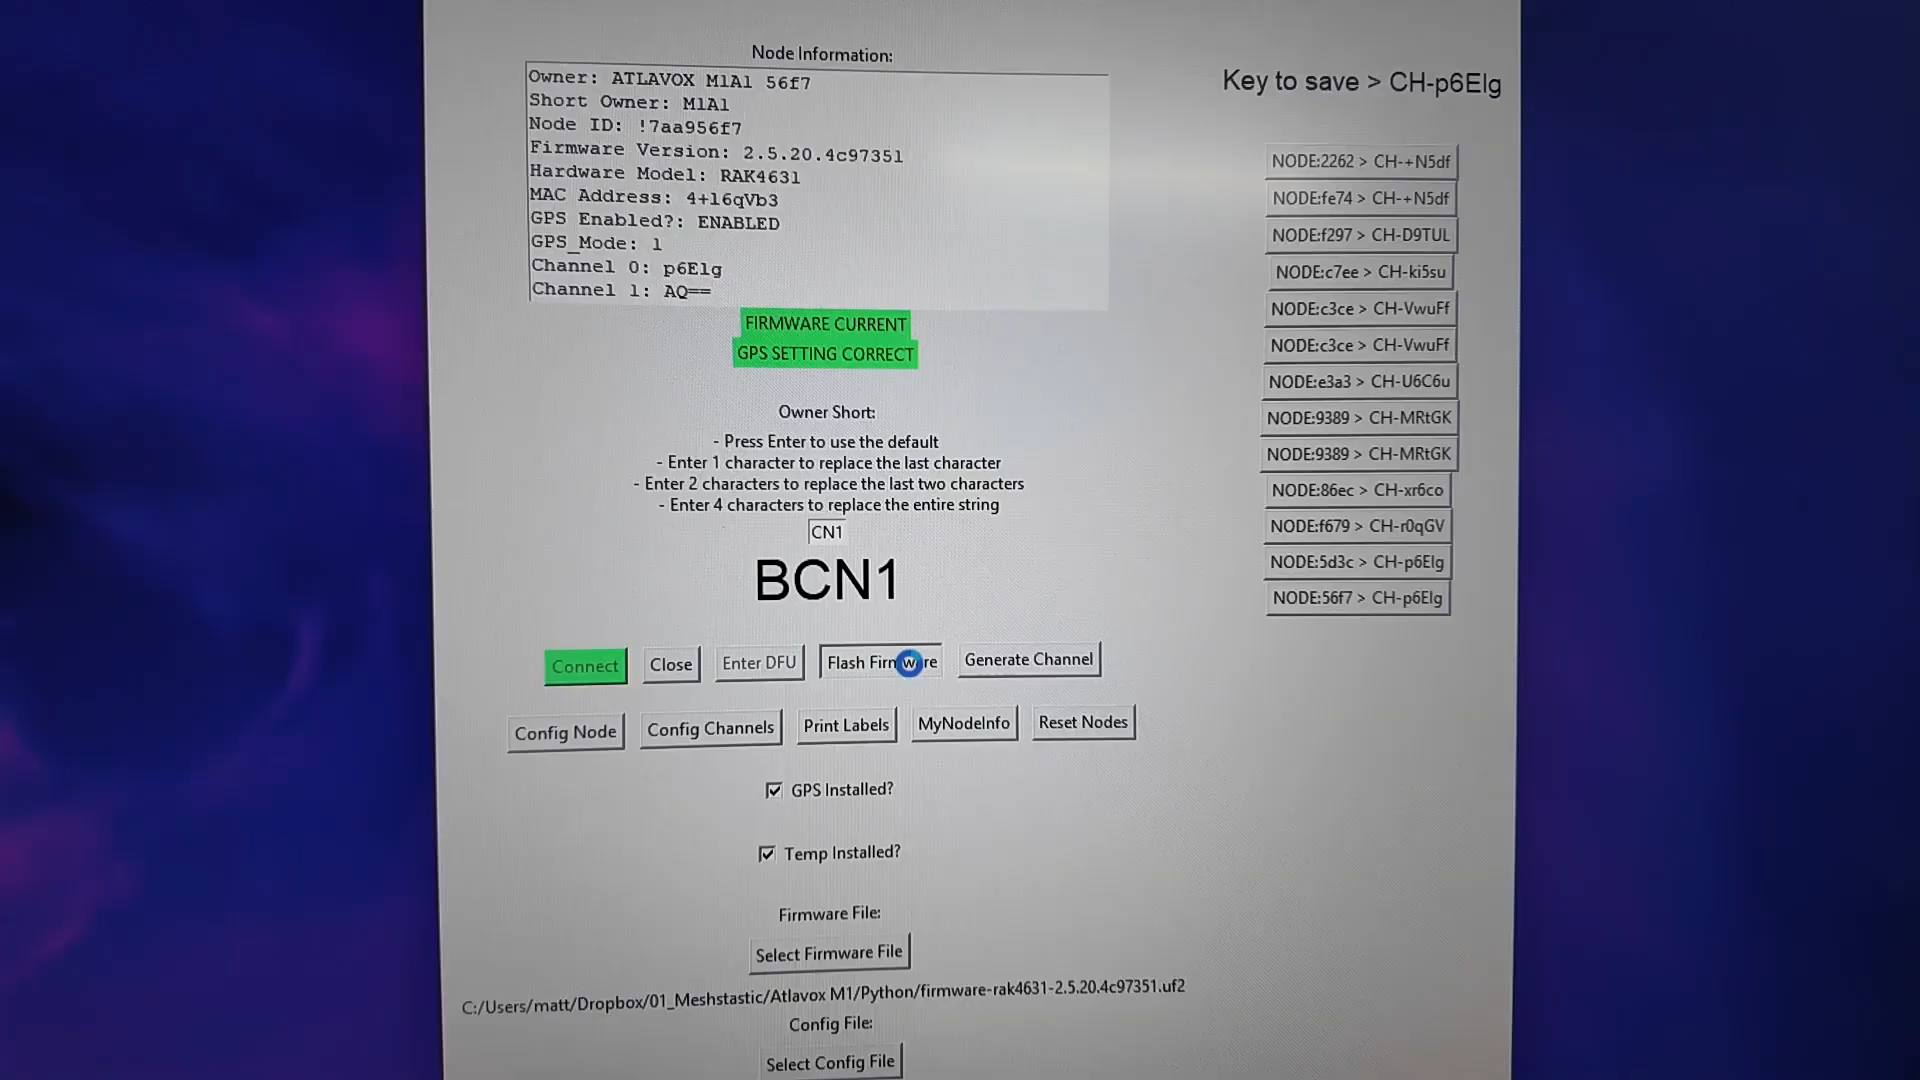 Node Information:
Owner: ATLAVOX M1A1 56f7
Short Owner: M1A1
Node ID: !7aa956f7
Firmware Version: 2.5.20.4c97351
Hardware Model: RAK4631
MAC Address: 4+l6qVb3
GPS Enabled?: ENABLED
GPS_Mode: 1
Channel 0: p6Elg
Channel 1: AQ==
FIRMWARE CURRENT
GPS SETTING CORRECT
Owner Short:
- Press Enter to use the default
- Enter 1 character to replace the last character
- Enter 2 characters to replace the last two characters
- Enter 4 characters to replace the entire string
CN1
BCN1
Connect
Close
Enter DFU
Flash Firmware
Generate Channel
Config Node
Config Channels
Print Labels
MyNodeInfo
Reset Nodes
GPS Installed?
Temp Installed?
Firmware File:
Select Firmware File
C:/Users/matt/Dropbox/01_Meshstastic/Atlavox M1/Python/firmware-rak4631-2.5.20.4c97351.uf2
Config File:
Select Config File
Key to save > CH-p6Elg
NODE:2262 > CH-+N5df
NODE:fe74 > CH-+N5df
NODE:f297 > CH-D9TUL
NODE:c7ee > CH-ki5su
NODE:c3ce > CH-VwuFf
NODE:c3ce > CH-VwuFf
NODE:e3a3 > CH-U6C6u
NODE:9389 > CH-MRtGK
NODE:9389 > CH-MRtGK
NODE:86ec > CH-xr6co
NODE:f679 > CH-r0qGV
NODE:5d3c > CH-p6Elg
NODE:56f7 > CH-p6Elg